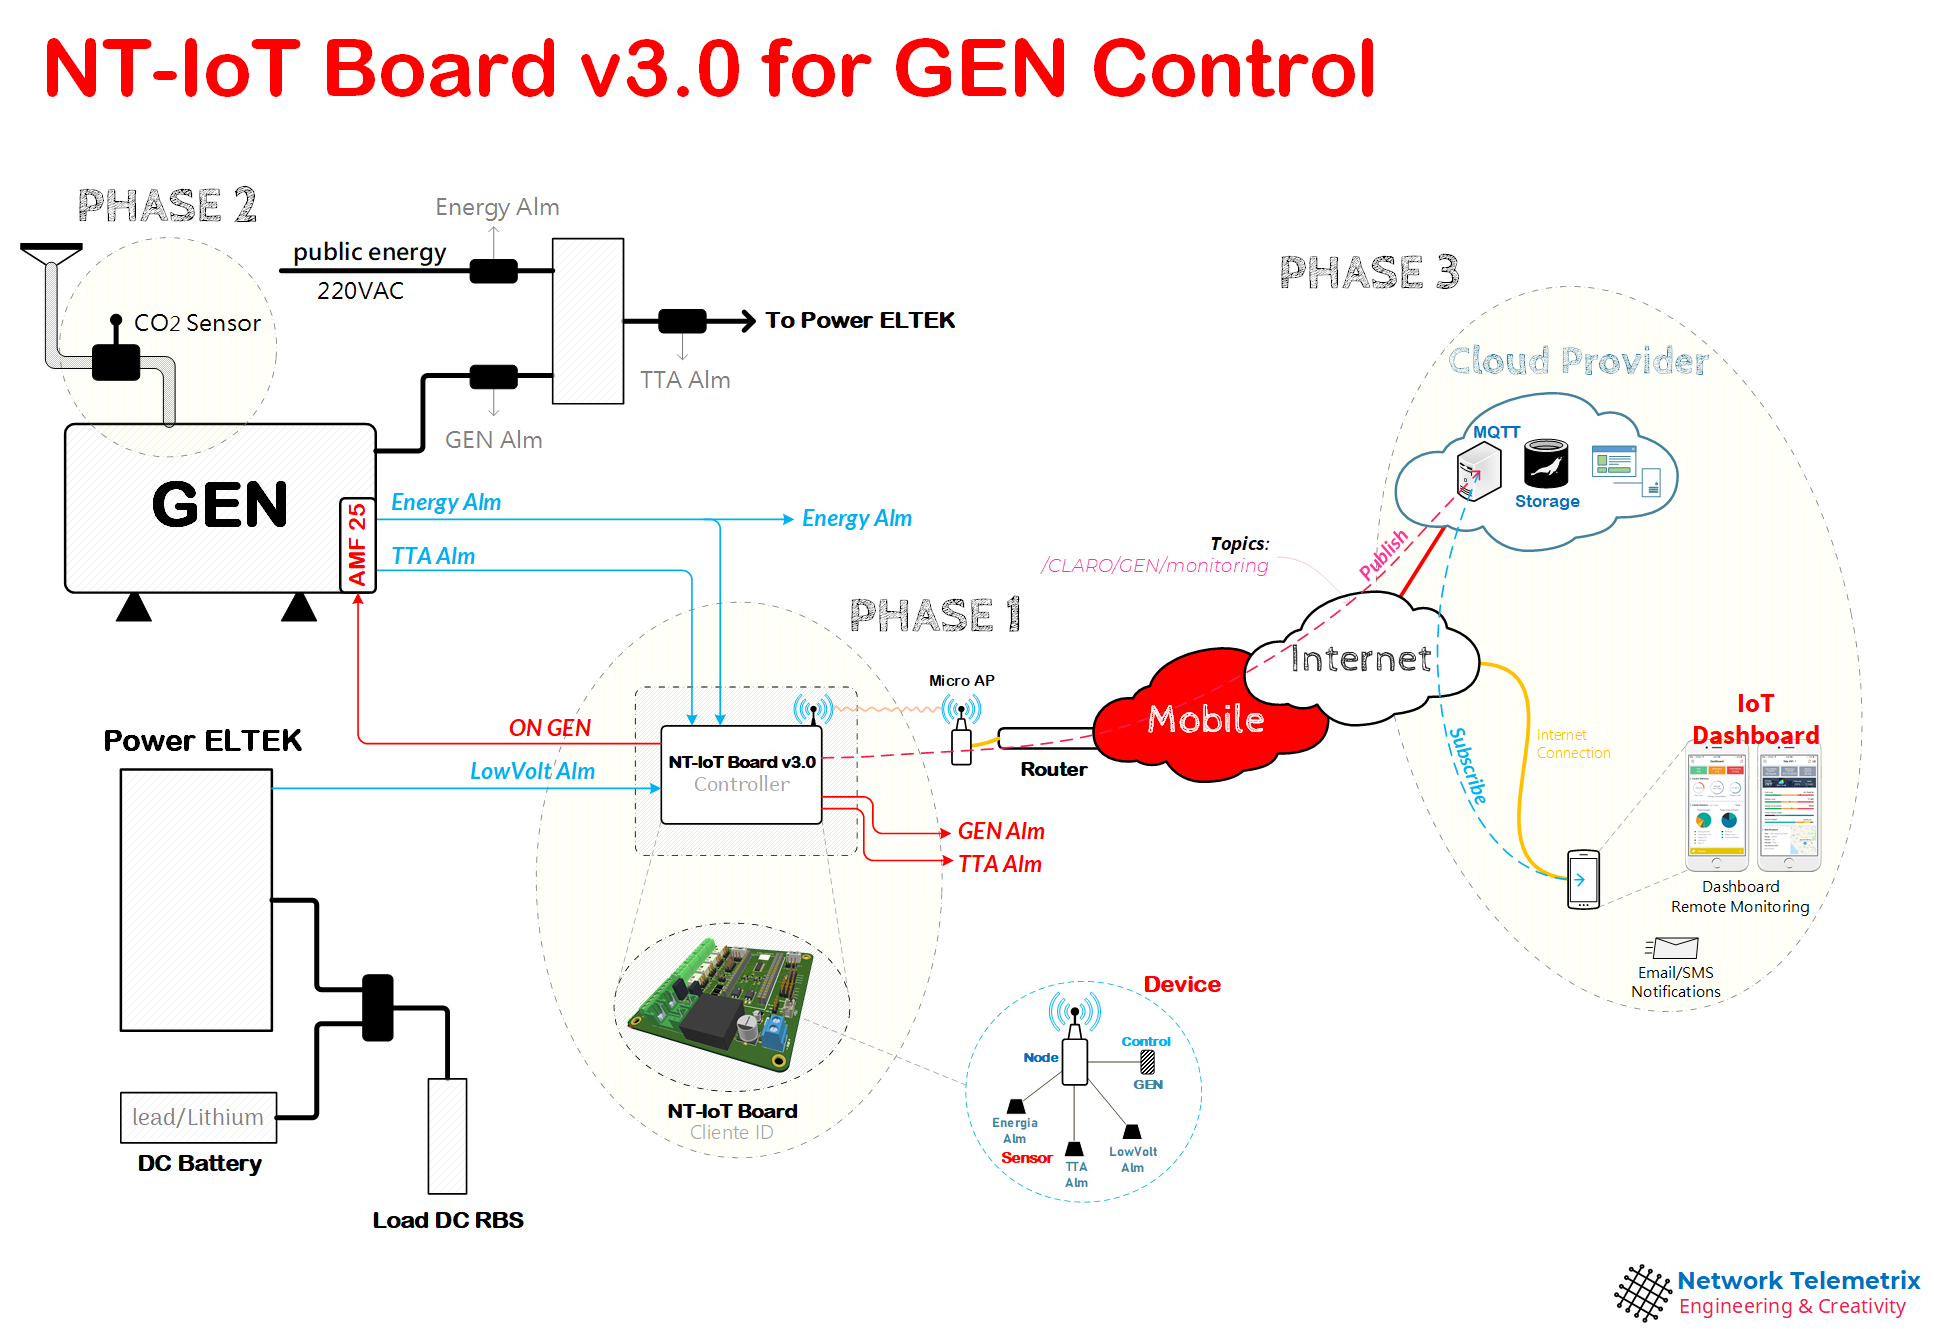 NT-IoT Board v3.0 for GEN Control
PHASE 2
Energy Alm
public energy
220VAC
CO2 Sensor
To Power ELTEK
TTA Alm
GEN Alm
GEN
AMF 25
Energy Alm
Energy Alm
TTA Alm
PHASE 1
ON GEN
Power ELTEK
LowVolt Alm
NT-IoT Board v3.0
Controller
GEN Alm
TTA Alm
Micro AP
Router
Mobile
Internet
Topics:
/CLARO/GEN/monitoring
Publish
Subscribe
PHASE 3
Cloud Provider
MQTT
Storage
Internet
Connection
IoT
Dashboard
Dashboard
Remote Monitoring
Email/SMS
Notifications
lead/Lithium
DC Battery
Load DC RBS
NT-IoT Board
Cliente ID
Device
Node
Control
GEN
Energia
Alm
Sensor
TTA
Alm
LowVolt
Alm
Network Telemetrix
Engineering & Creativity